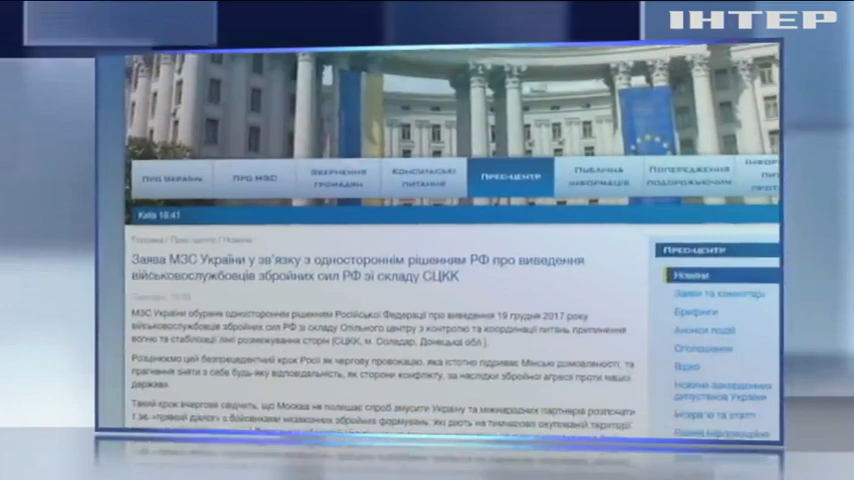 ІНТЕР
ПРО УКРАЇНУ
ПРО МЗС
ЗВЕРНЕННЯ
ГРОМАДЯН
КОНСУЛЬСЬКІ
ПИТАННЯ
ПРЕС-ЦЕНТР
ПУБЛІЧНА
ІНФОРМАЦІЯ
ПОПЕРЕДЖЕННЯ
ПОДОРОЖУЮЧИМ
Київ 18:41
Головна / Прес-центр / Новини
Заява МЗС України у зв'язку з одностороннім рішенням РФ про виведення
військовослужбовців збройних сил РФ зі складу СЦКК
МЗС України обурене одностороннім рішенням Російської Федерації про виведення 19 грудня 2017 року
військовослужбовців збройних сил РФ зі складу Спільного центру з контролю та координації питань припинення
вогню та стабілізації лінії розмежування сторін (СЦКК, м. Соледар, Донецька обл.).
Розцінюємо цей безпрецедентний крок Росії як чергову провокацію, яка істотно підриває Мінські домовленості, та
прагнення зняти з себе будь-яку відповідальність, як сторони конфлікту, за наслідки збройної агресії проти нашої
держави.
Такий крок вчергове свідчить, що Москва не полишає спроб змусити Україну та міжнародних партнерів розпочати
т.зв. «прямий діалог» с бойовиками незаконних збройних формувань, які діють на тимчасово окупованій території
ПРЕС-ЦЕНТР
Новини
Заяви та коментарі
Брифінги
Анонси подій
Оголошення
Відео
Новини закордонних
дипустанов України
Інтерв'ю та статті